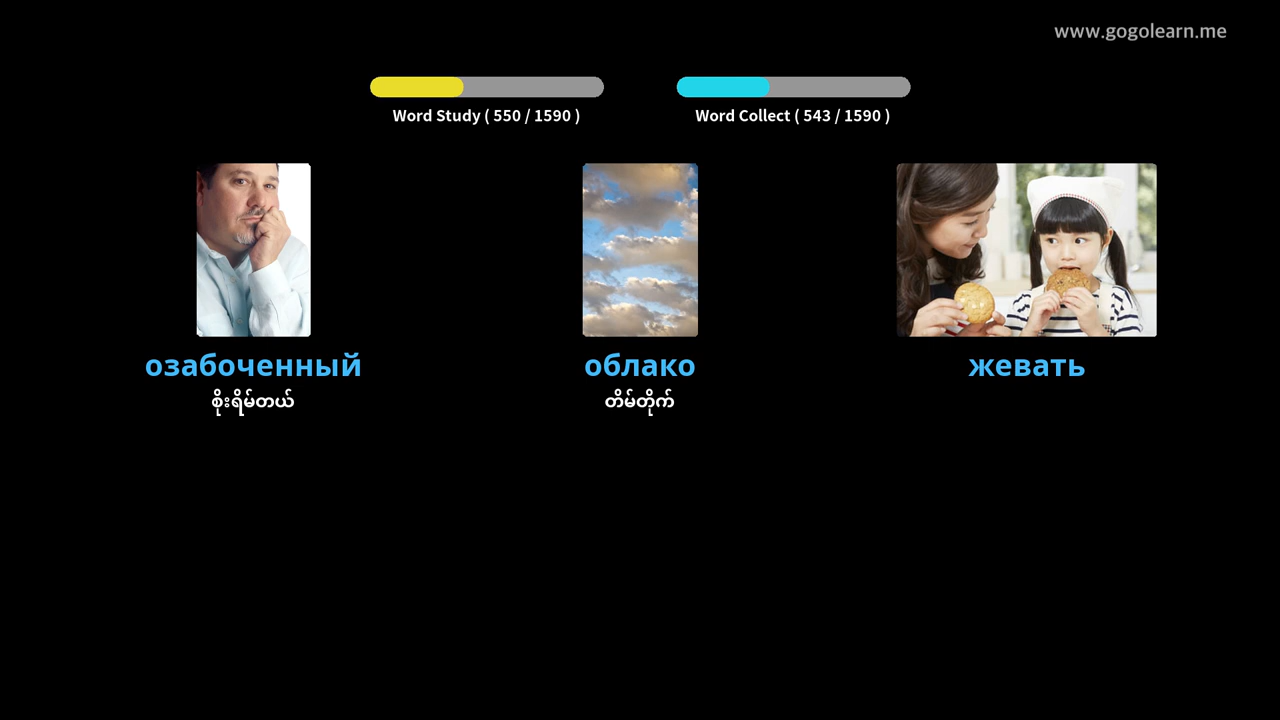 www.gogolearn.me
Word Study ( 550 / 1590 )
Word Collect ( 543 / 1590 )
озабоченный
облако
жевать
စိုးရိမ်တယ်
တိမ်တိုက်